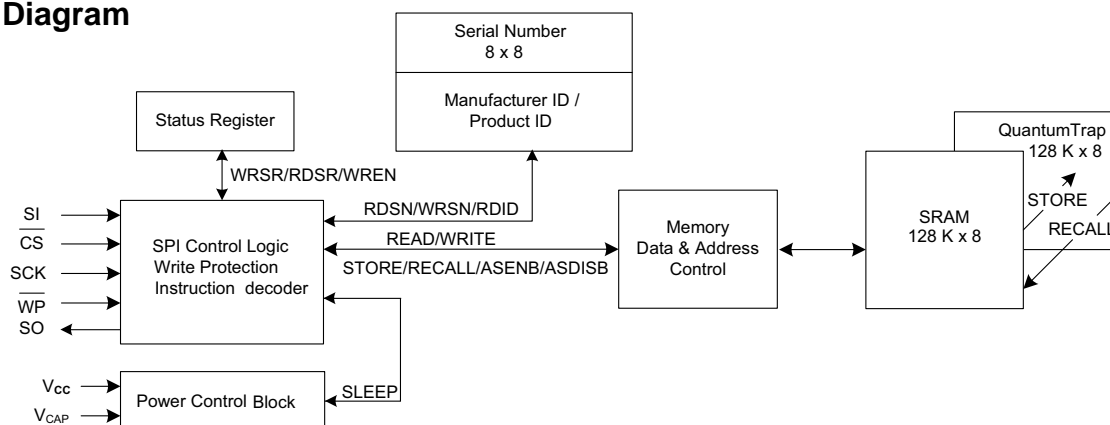 Diagram
Serial Number
8 x 8
Manufacturer ID /
Product ID
Status Register
QuantumTrap
128 K x 8
WRSR/RDSR/WREN
SI
CS
SCK
WP
SO
SPI Control Logic
Write Protection
Instruction decoder
RDSN/WRSN/RDID
READ/WRITE
STORE/RECALL/ASENB/ASDISB
Memory
Data & Address
Control
SRAM
128 K x 8
STORE
RECALL
VCC
VCAP
Power Control Block
SLEEP